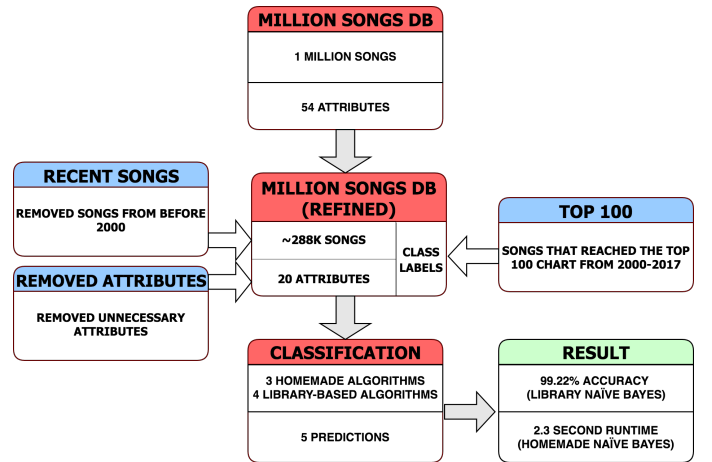 MILLION SONGS DB
1 MILLION SONGS
54 ATTRIBUTES
RECENT SONGS
REMOVED SONGS FROM BEFORE
2000
REMOVED ATTRIBUTES
REMOVED UNNECESSARY
ATTRIBUTES
MILLION SONGS DB
(REFINED)
~288K SONGS
20 ATTRIBUTES
CLASS
LABELS
TOP 100
SONGS THAT REACHED THE TOP
100 CHART FROM 2000-2017
CLASSIFICATION
3 HOMEMADE ALGORITHMS
4 LIBRARY-BASED ALGORITHMS
5 PREDICTIONS
RESULT
99.22% ACCURACY
(LIBRARY NAÏVE BAYES)
2.3 SECOND RUNTIME
(HOMEMADE NAÏVE BAYES)